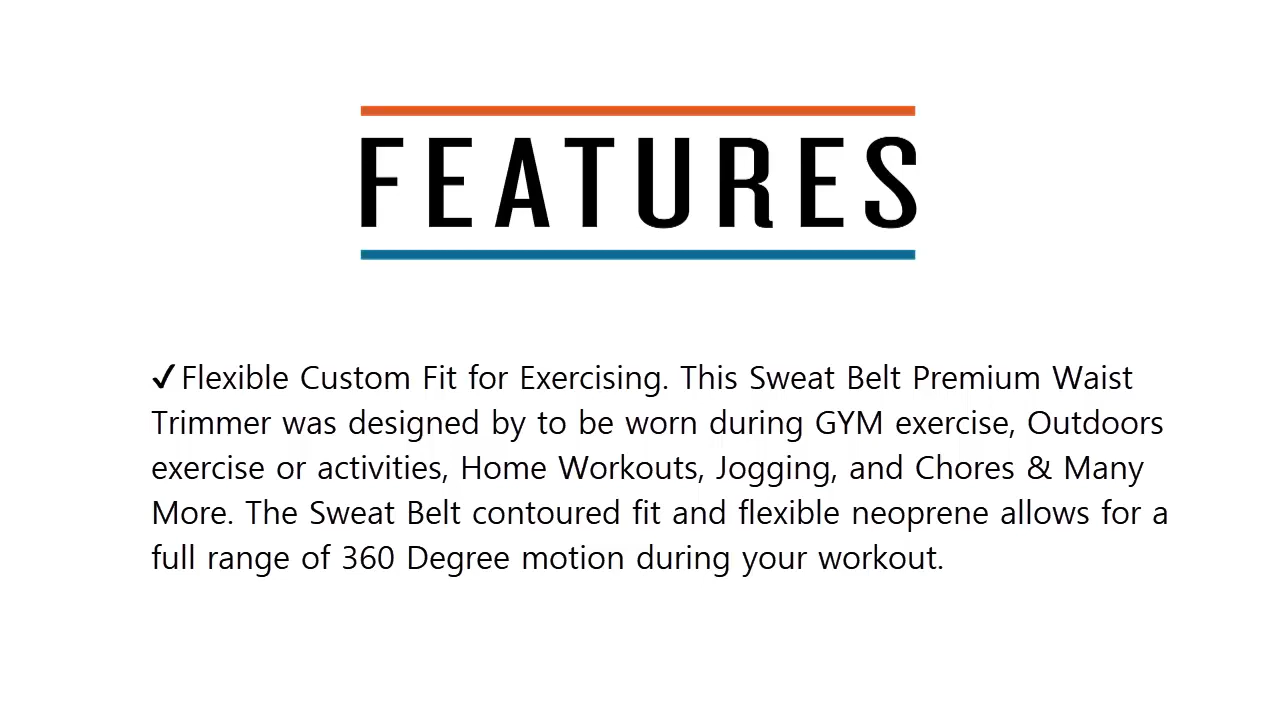 FEATURES
✓Flexible Custom Fit for Exercising. This Sweat Belt Premium Waist
Trimmer was designed by to be worn during GYM exercise, Outdoors
exercise or activities, Home Workouts, Jogging, and Chores & Many
More. The Sweat Belt contoured fit and flexible neoprene allows for a
full range of 360 Degree motion during your workout.